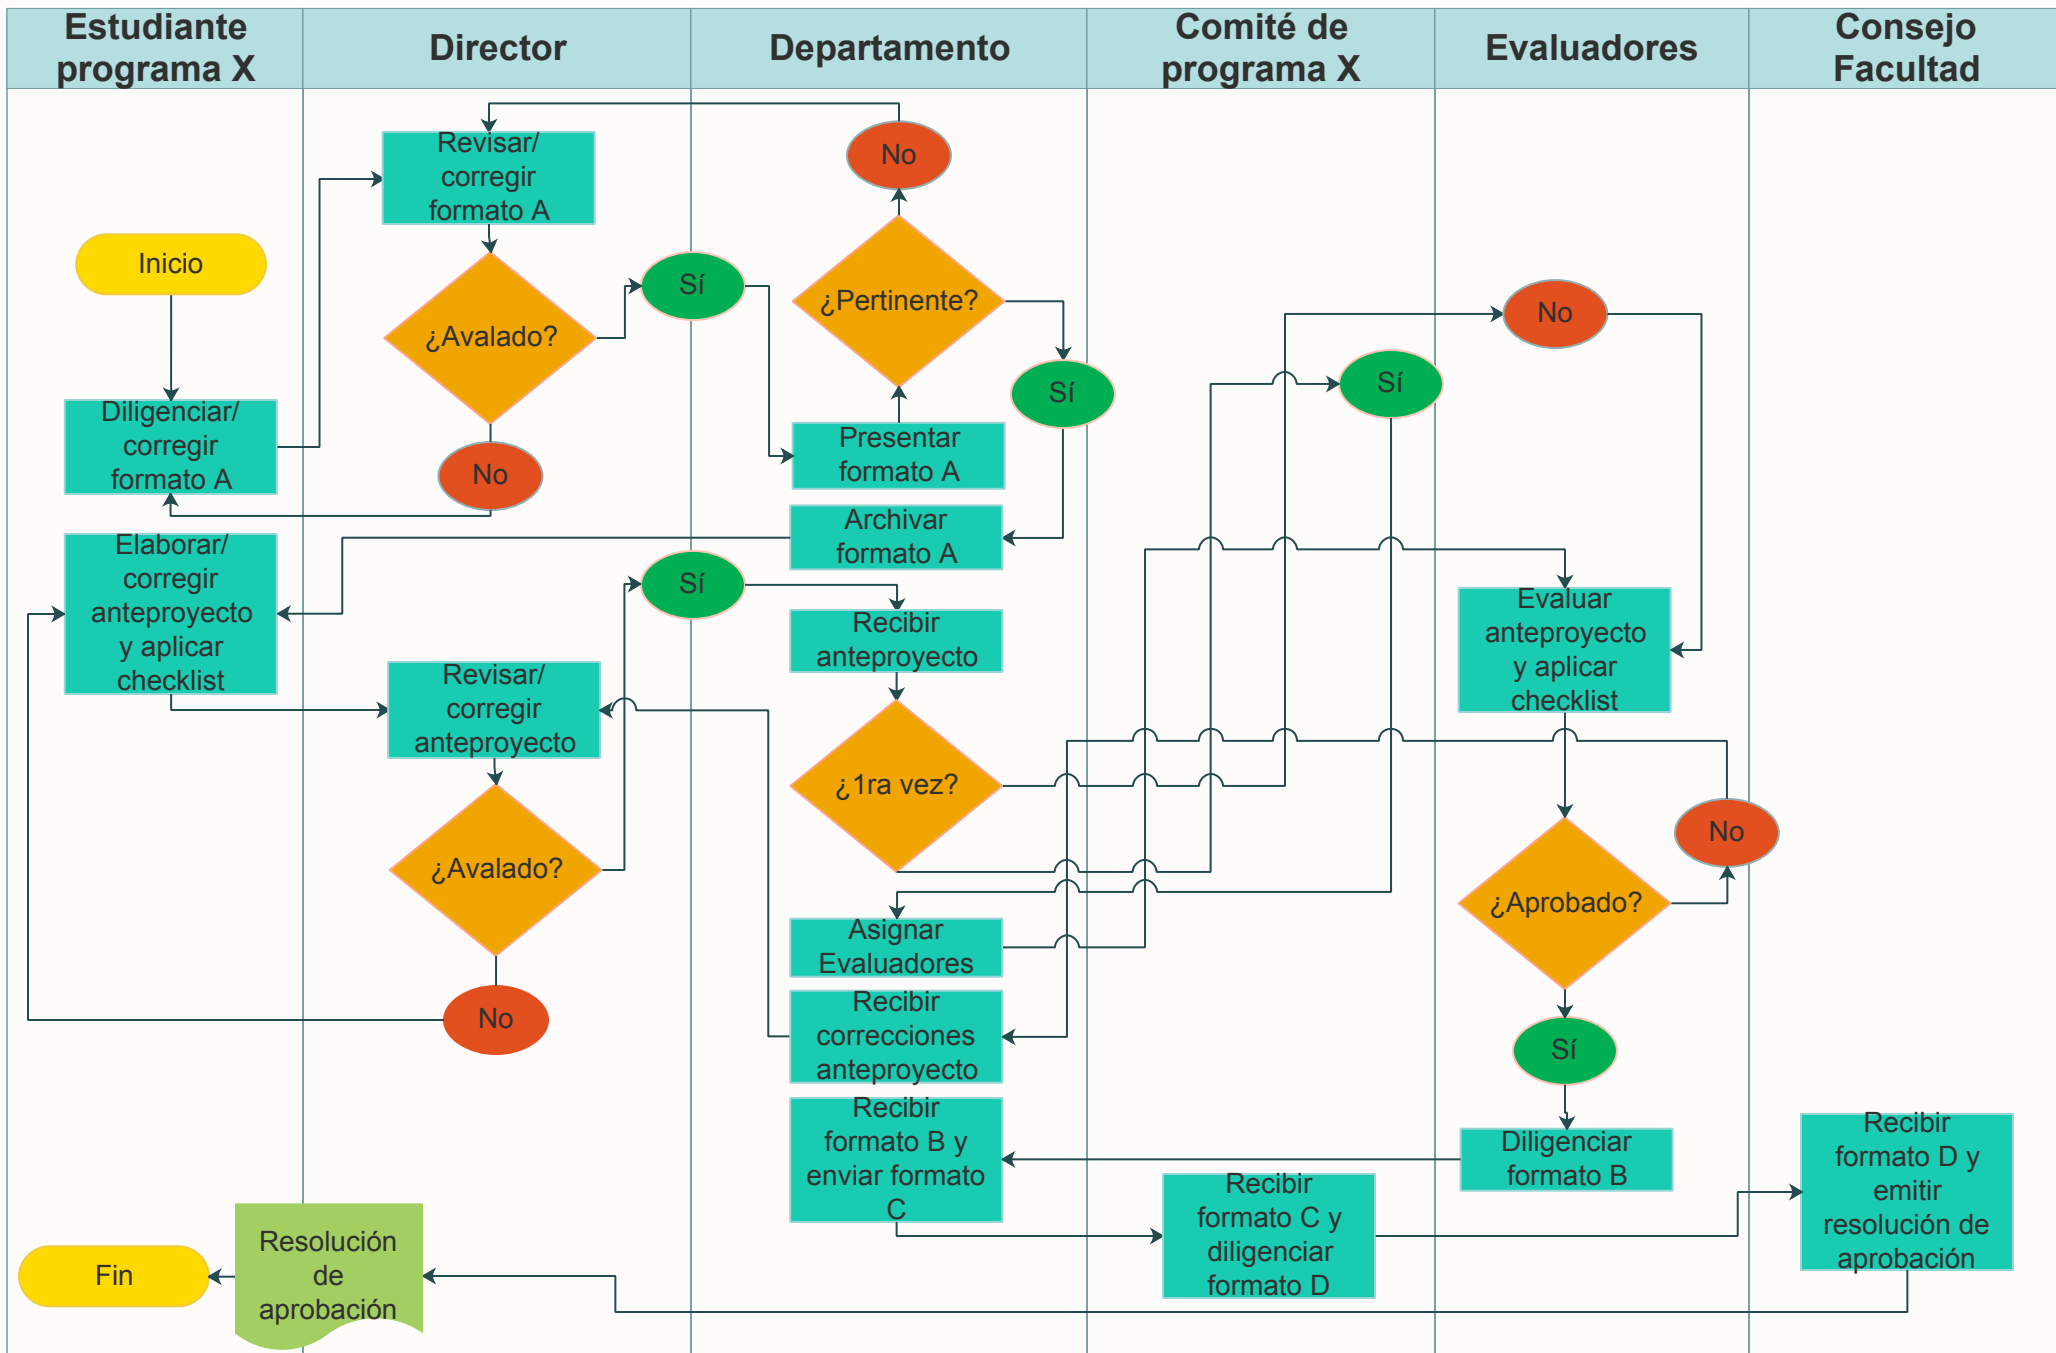 Estudiante
programa X
Director
Departamento
Comité de
programa X
Evaluadores
Consejo
Facultad
Revisar/
corregir
formato A
No
Inicio
¿Avalado?
Sí
¿Pertinente?
Sí
No
Sí
Diligenciar/
corregir
formato A
No
Presentar
formato A
Archivar
formato A
Elaborar/
corregir
anteproyecto
y aplicar
checklist
Sí
Recibir
anteproyecto
Evaluar
anteproyecto
y aplicar
checklist
Revisar/
corregir
anteproyecto
¿1ra vez?
¿Avalado?
No
¿Aprobado?
Asignar
Evaluadores
No
Recibir
correcciones
anteproyecto
Sí
Recibir
formato B y
enviar formato
C
Diligenciar
formato B
Recibir
formato D y
emitir
resolución de
aprobación
Recibir
formato C y
diligenciar
formato D
Resolución
de
aprobación
Fin